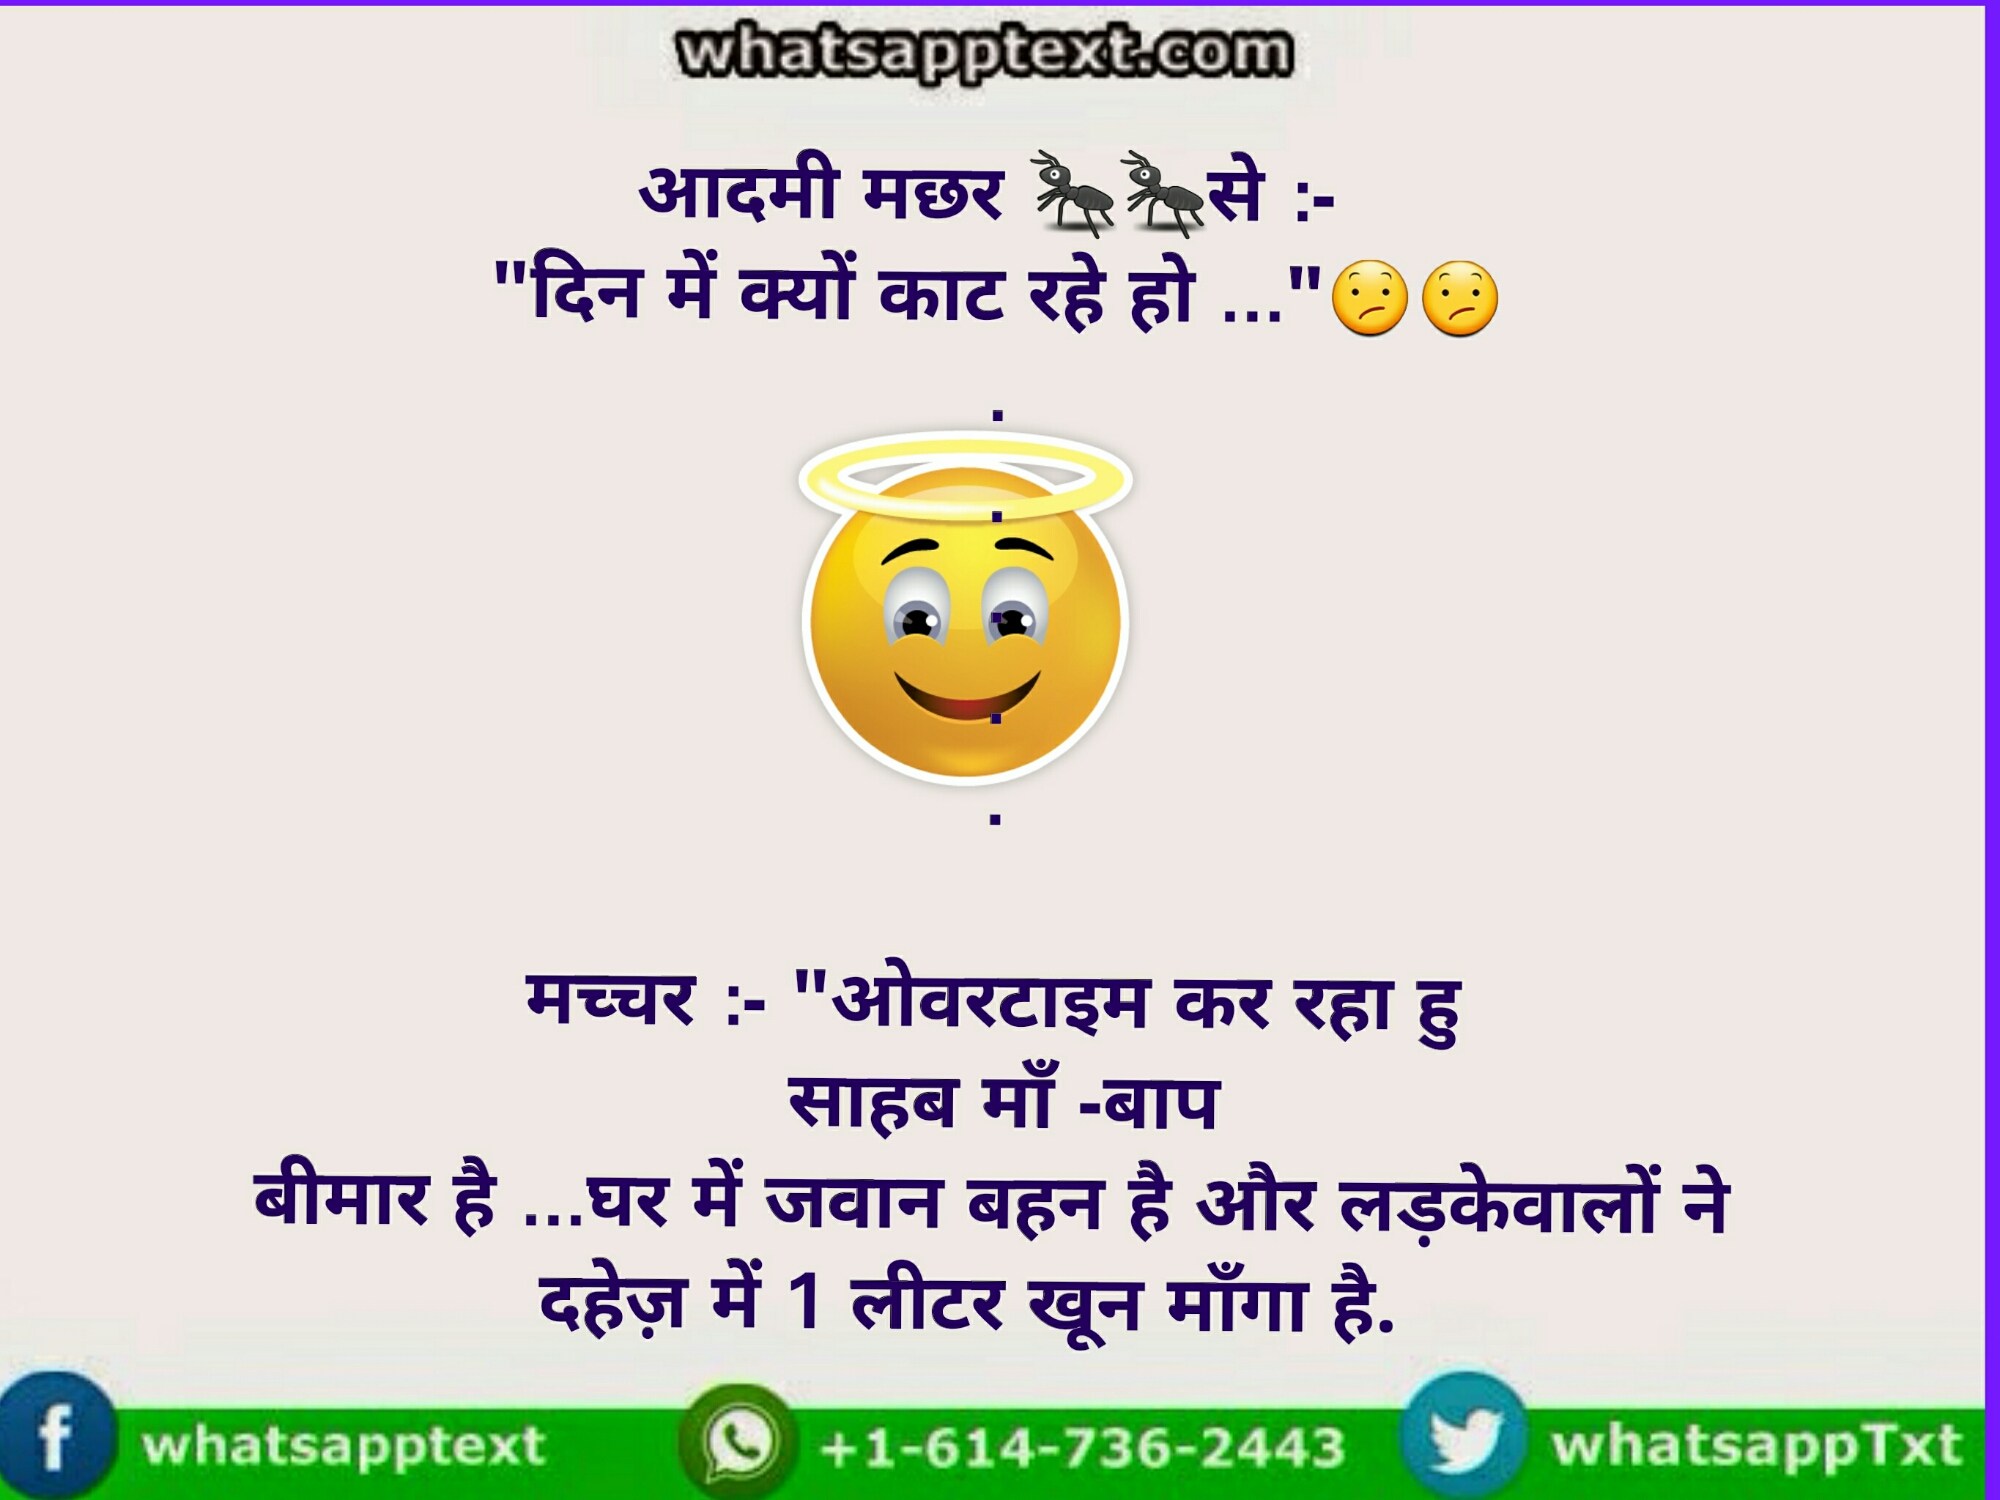 whatsapptext.com
आदमी मछर 🐜🐜से :-
"दिन में क्यों काट रहे हो ..."😕😕
.
.
.
.
.
मच्चर :- "ओवरटाइम कर रहा हु
साहब माँ -बाप
बीमार है ...घर में जवान बहन है और लड़केवालों ने
दहेज़ में 1 लीटर खून माँगा है.
whatsapptext +1-614-736-2443 whatsappTxt